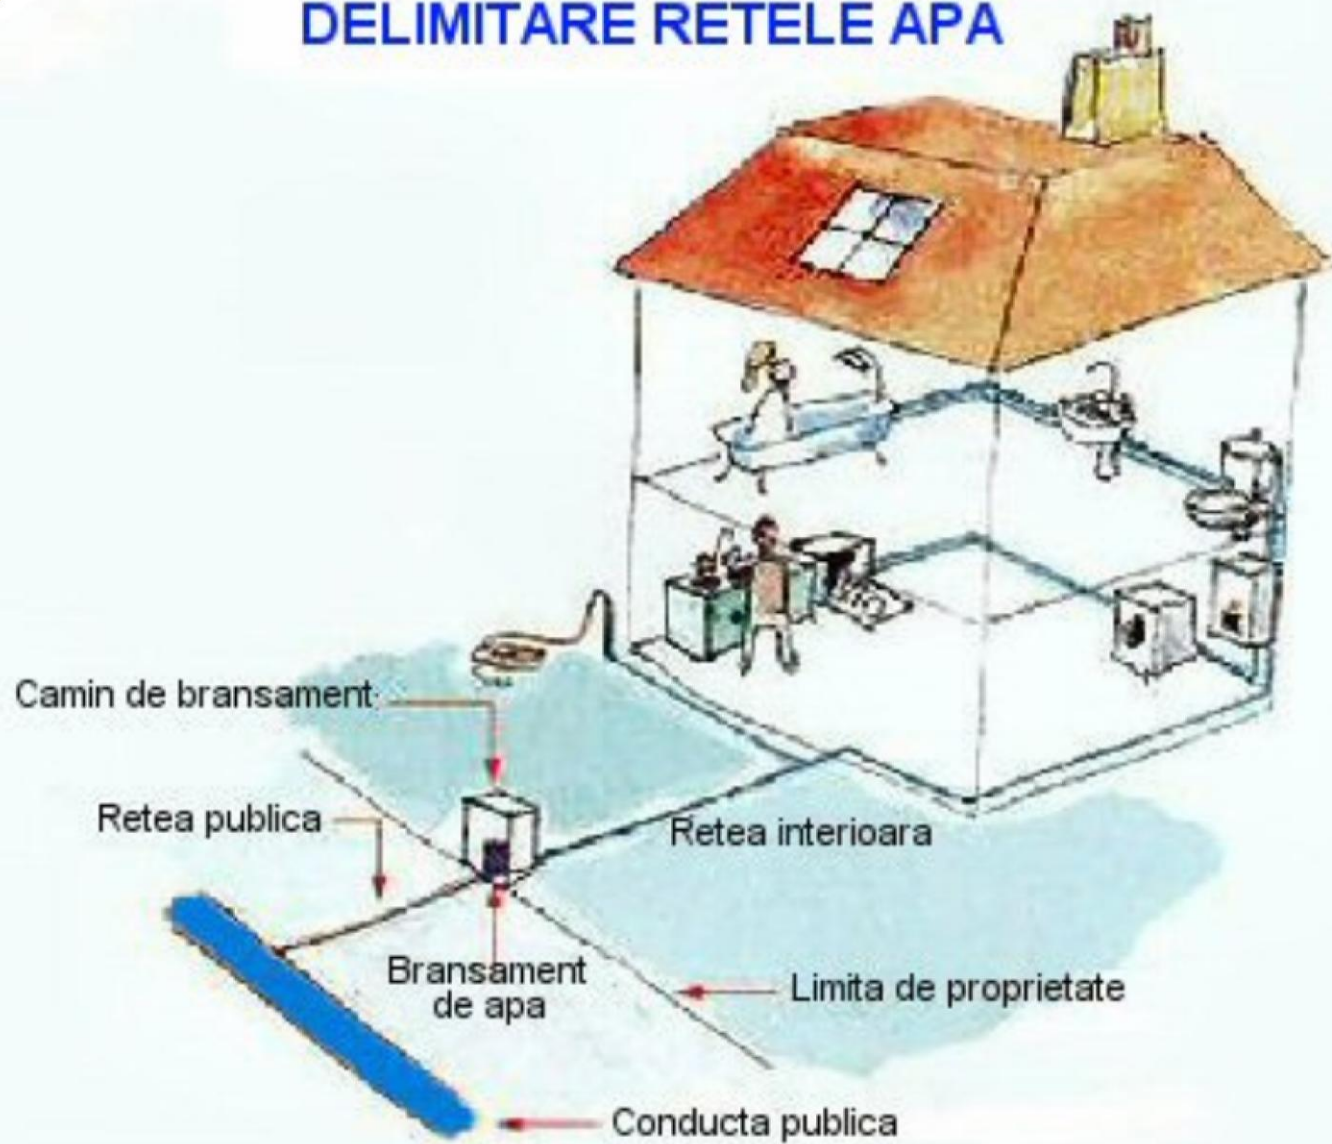 DELIMITARE RETELE APA
Camin de bransament
Retea publica
Retea interioara
Bransament
de apa
Limita de proprietate
Conducta publica